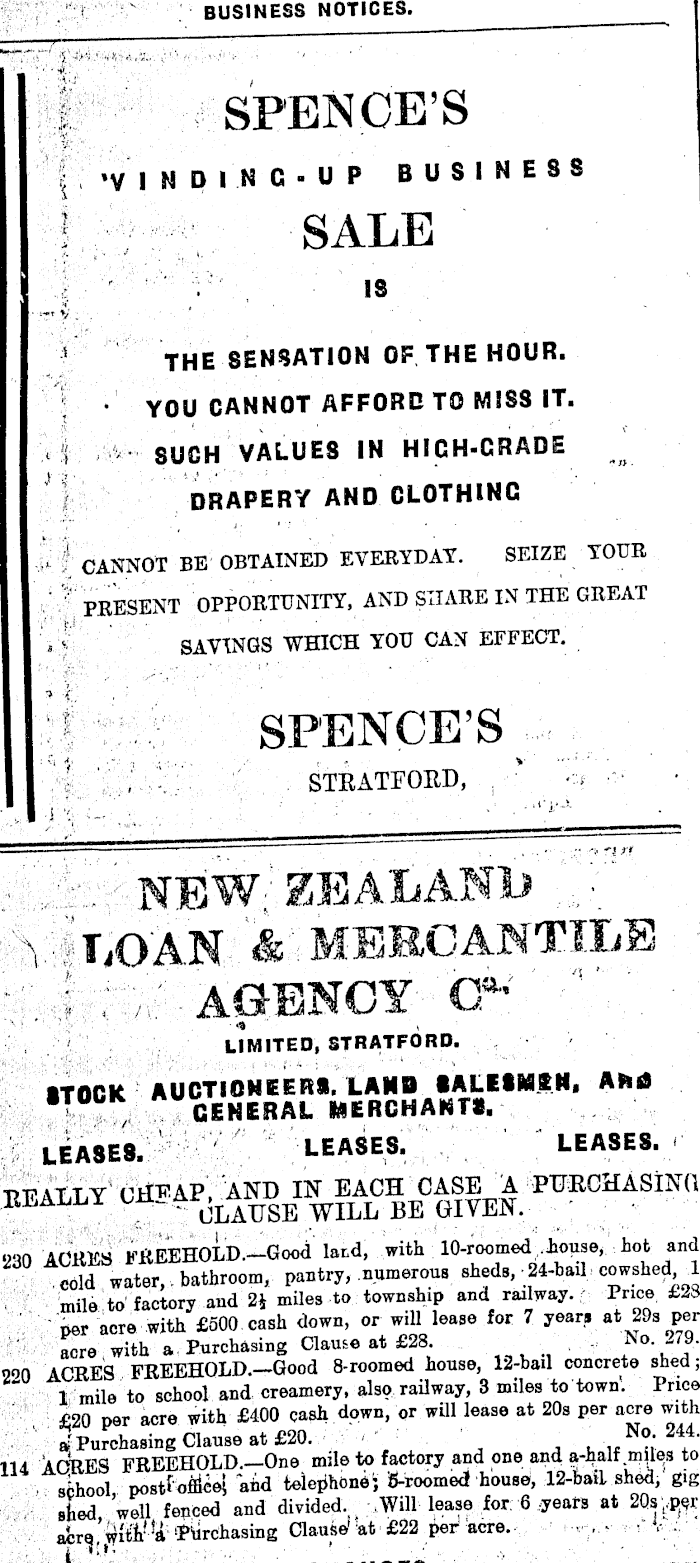 BUSINESS NOTICES.
SPENCE'S
WINDING-UP BUSINESS
SALE
IS
THE SENSATION OF THE HOUR.
YOU CANNOT AFFORD TO MISS IT.
SUCH VALUES IN HIGH-GRADE
DRAPERY AND CLOTHING
CANNOT BE OBTAINED EVERYDAY. SEIZE YOUR
PRESENT OPPORTUNITY, AND SHARE IN THE GREAT
SAVINGS WHICH YOU CAN EFFECT.
SPENCE'S
STRATFORD,
NEW ZEALAND
LOAN & MERCANTILE
AGENCY Co.,
LIMITED, STRATFORD.
STOCK AUCTIONEERS, LAND SALESMEN, AND
GENERAL MERCHANTS.
LEASES. LEASES. LEASES.
REALLY CHEAP, AND IN EACH CASE A PURCHASING
CLAUSE WILL BE GIVEN.
230 ACRES FREEHOLD.—Good land, with 10-roomed house, hot and
cold water, bathroom, pantry, numerous sheds, 24-bail cowshed, 1
mile to factory and 2½ miles to township and railway. Price £28
per acre with £500 cash down, or will lease for 7 years at 29s per
acre with a Purchasing Clause at £28. No. 279.
220 ACRES FREEHOLD.—Good 8-roomed house, 12-bail concrete shed;
1 mile to school and creamery, also railway, 3 miles to town. Price
£20 per acre with £400 cash down, or will lease at 20s per acre with
a Purchasing Clause at £20. No. 244.
114 ACRES FREEHOLD.—One mile to factory and one and a-half miles to
school, post office, and telephone; 5-roomed house, 12-bail shed, gig
shed, well fenced and divided. Will lease for 6 years at 20s per
acre with a Purchasing Clause at £22 per acre.